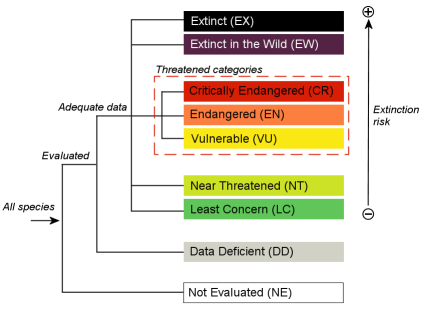 Extinct (EX)
Extinct in the Wild (EW)
Threatened categories
Critically Endangered (CR)
Adequate data
Endangered (EN)
Extinction
risk
Vulnerable (VU)
Evaluated
Near Threatened (NT)
All species
Least Concern (LC)
Data Deficient (DD)
Not Evaluated (NE)
+
−